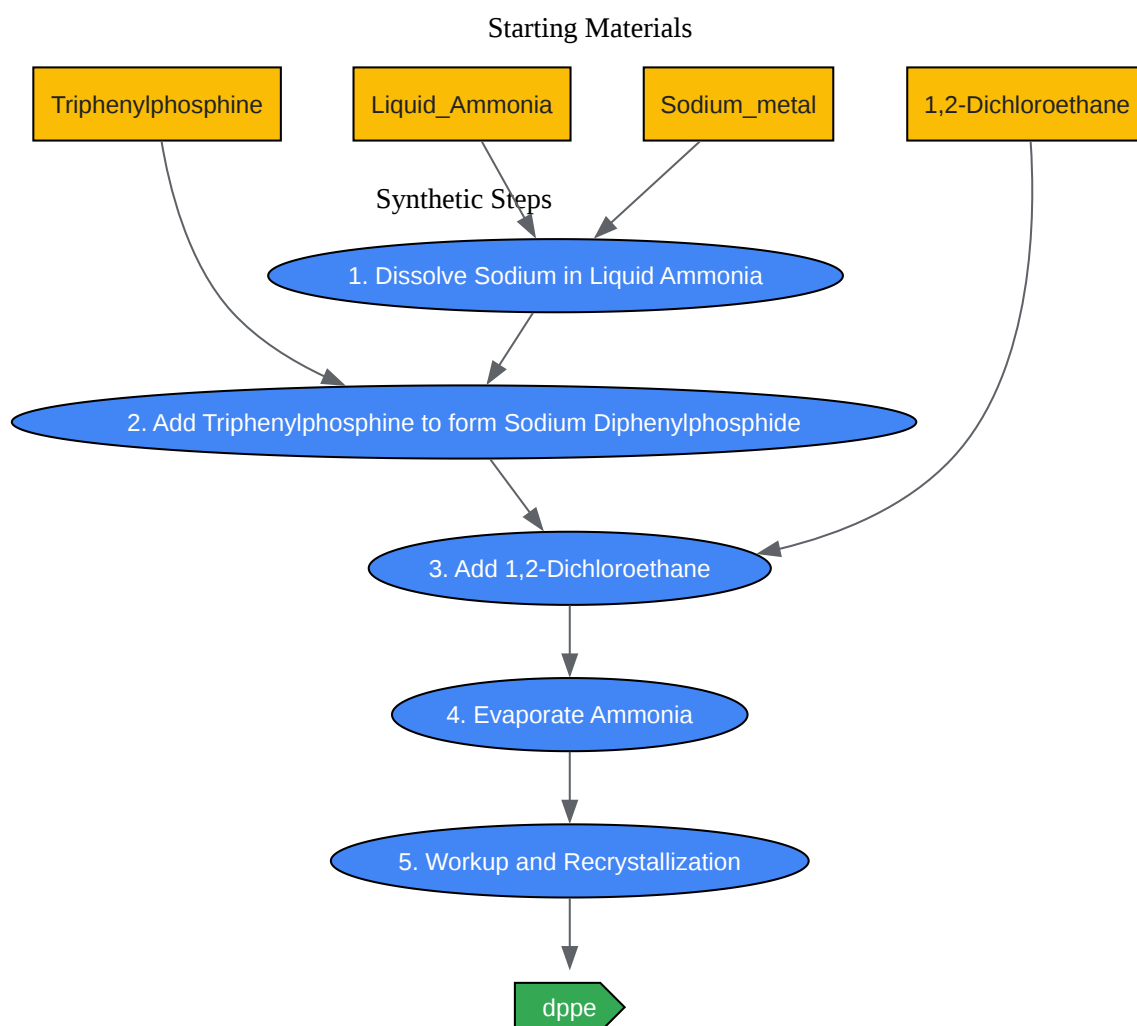 Starting Materials
Triphenylphosphine
Liquid_Ammonia
Sodium_metal
1,2-Dichloroethane
Synthetic Steps
1. Dissolve Sodium in Liquid Ammonia
2. Add Triphenylphosphine to form Sodium Diphenylphosphide
3. Add 1,2-Dichloroethane
4. Evaporate Ammonia
5. Workup and Recrystallization
dppe